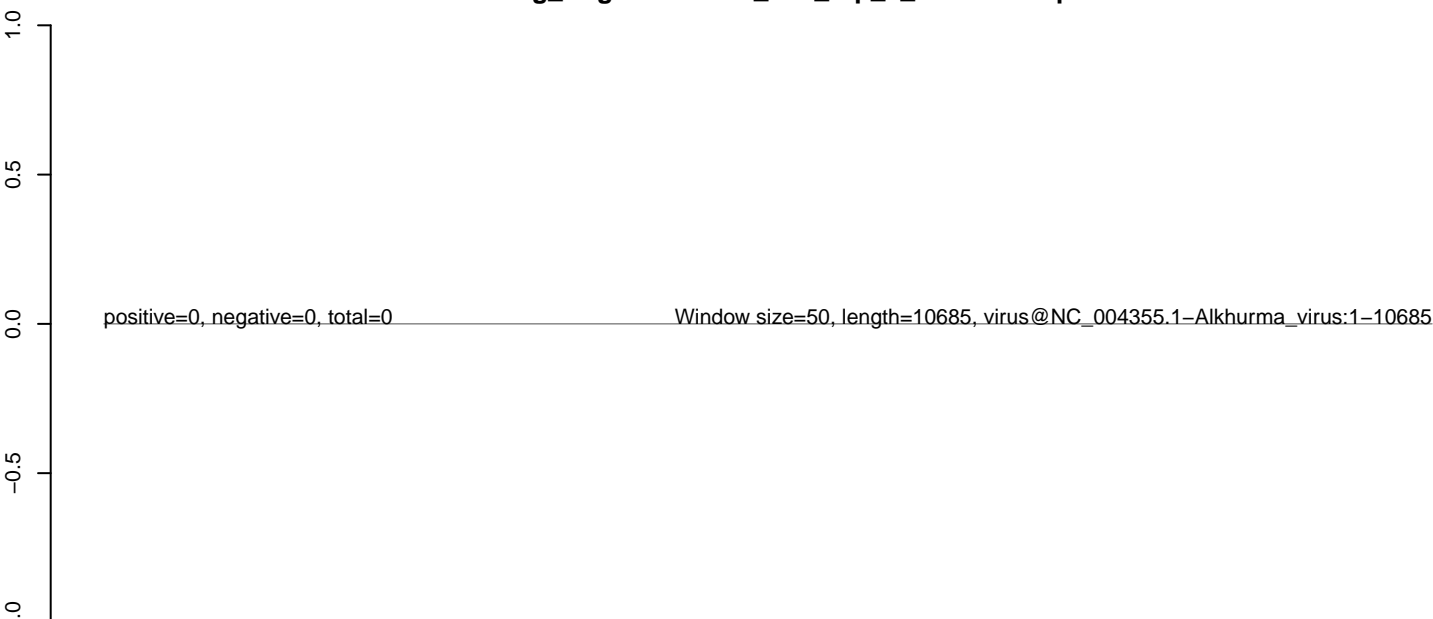 1.0
0.5
0.0
positive=0, negative=0, total=0
Window size=50, length=10685, virus@NC_004355.1−Alkhurma_virus:1−10685
−0.5